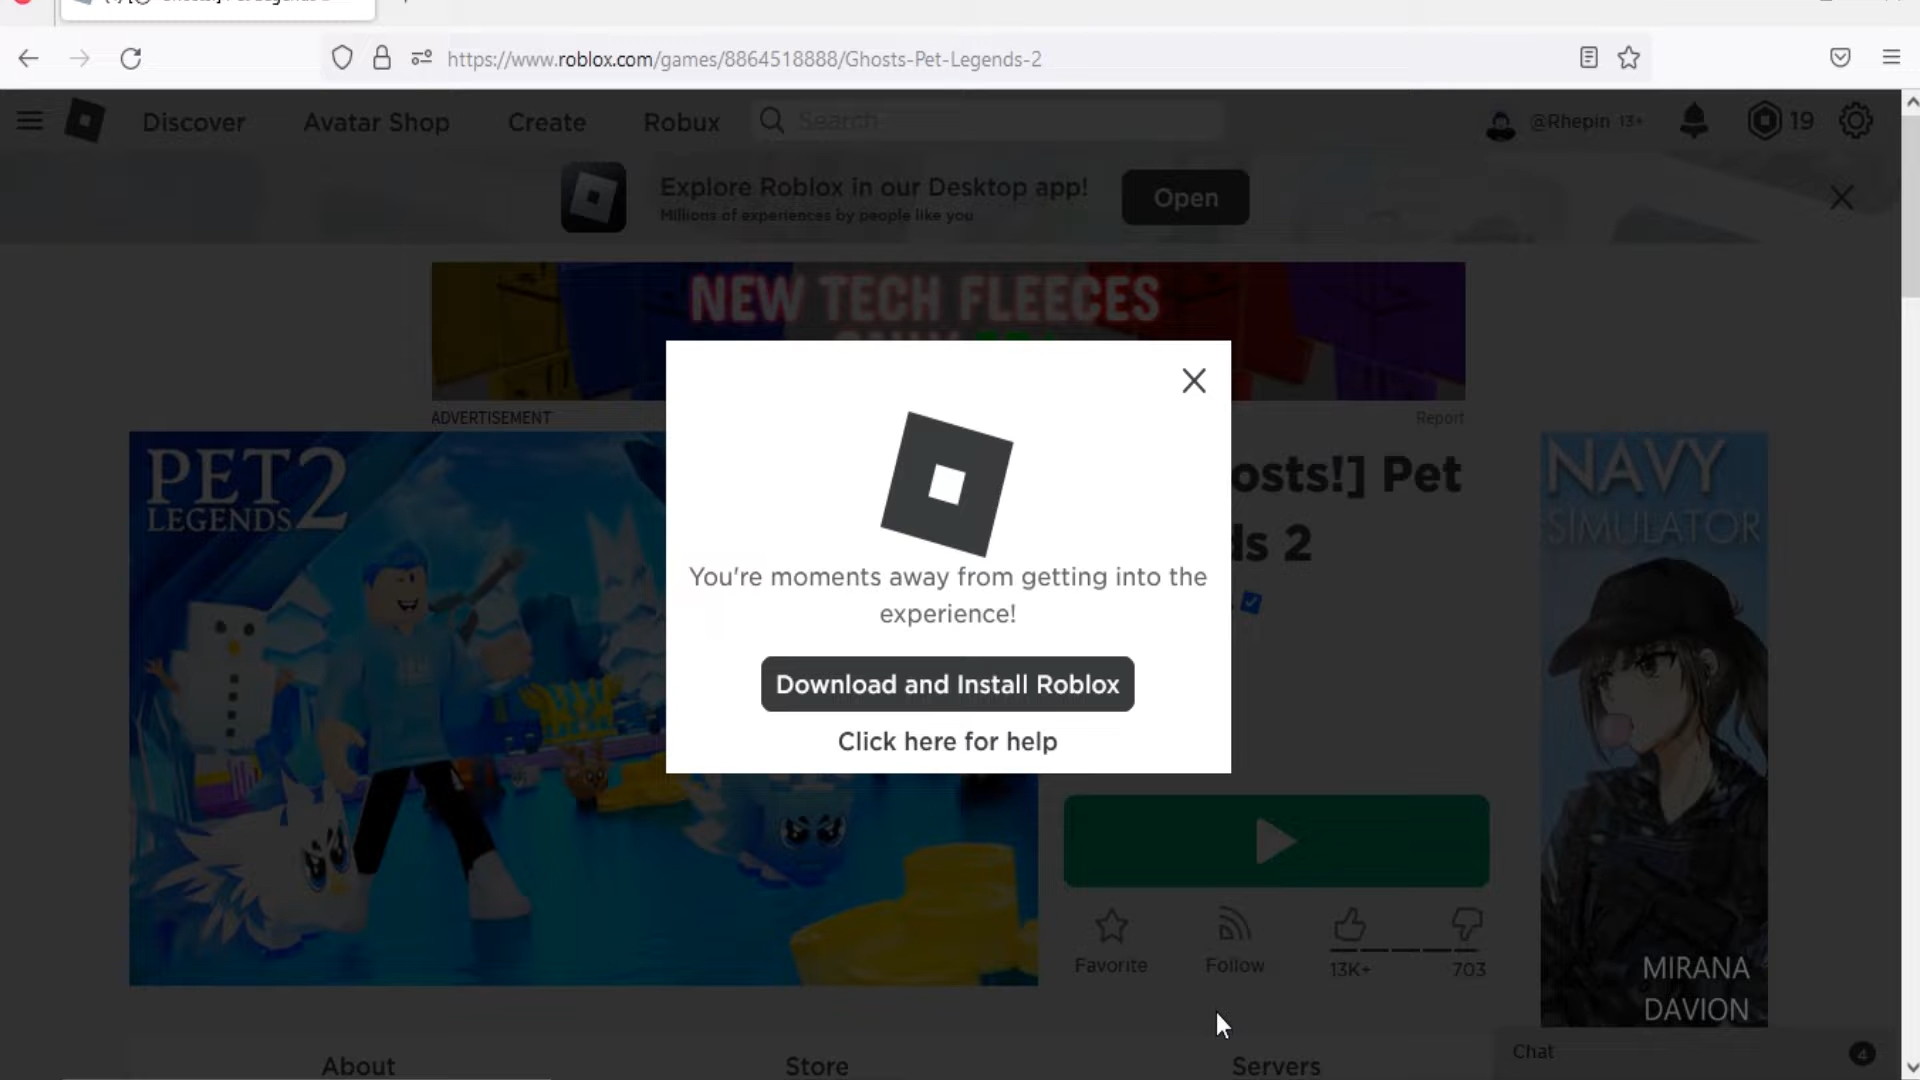 https://www.roblox.com/games/8864518888/Ghosts-Pet-Legends-2
Discover
Avatar Shop
Create
Robux
Search
@Rhepin 13+
19
Explore Roblox in our Desktop app!
Millions of experiences by people like you
Open
NEW TECH FLEECES
ADVERTISEMENT
Report
PET 2
LEGENDS
osts!] Pet
ds 2
You're moments away from getting into the
experience!
Download and Install Roblox
Click here for help
Favorite
Follow
13K+
703
NAVY
SIMULATOR
MIRANA
DAVION
About
Store
Servers
Chat
4